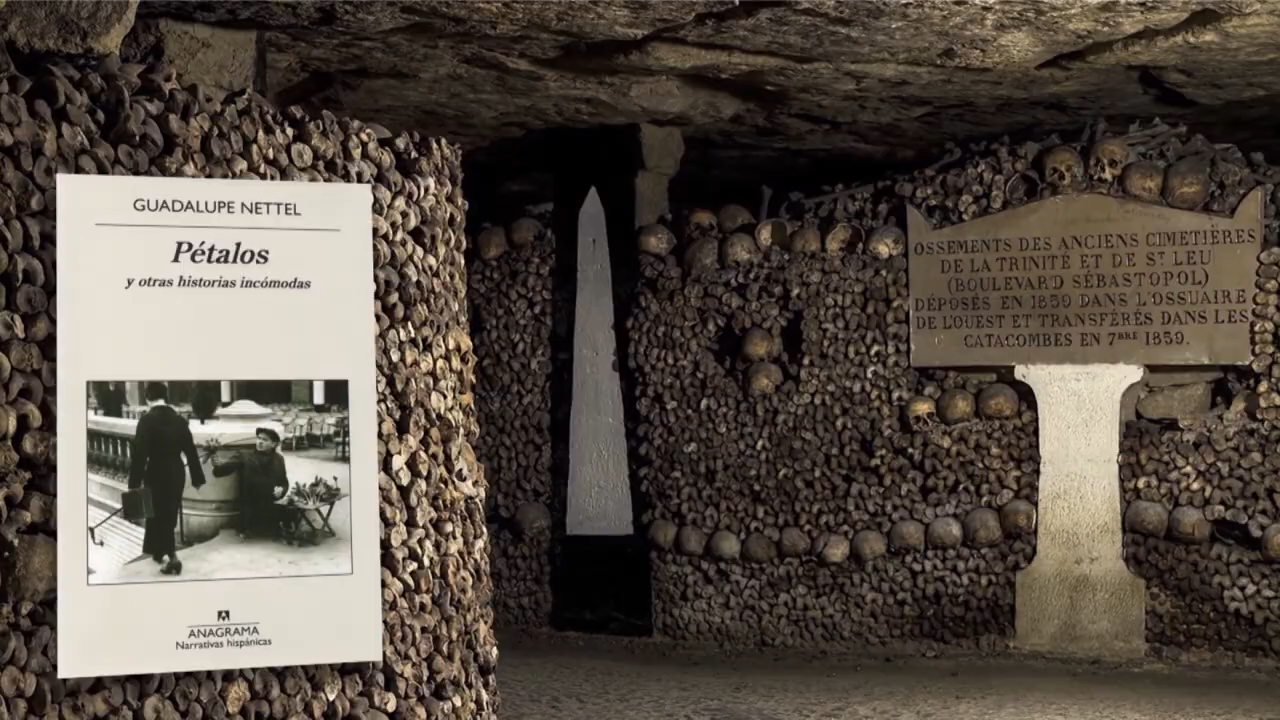 GUADALUPE NETTEL
Pétalos
y otras historias incómodas
ANAGRAMA
Narrativas hispánicas
OSSEMENTS DES ANCIENS CIMETIÈRES
DE LA TRINITÉ ET DE ST LEU
(BOULEVARD SÉBASTOPOL)
DÉPOSÉS EN 1859 DANS L'OSSUAIRE
DE L'OUEST ET TRANSFÉRÉS DANS LES
CATACOMBES EN 7BRE 1859.